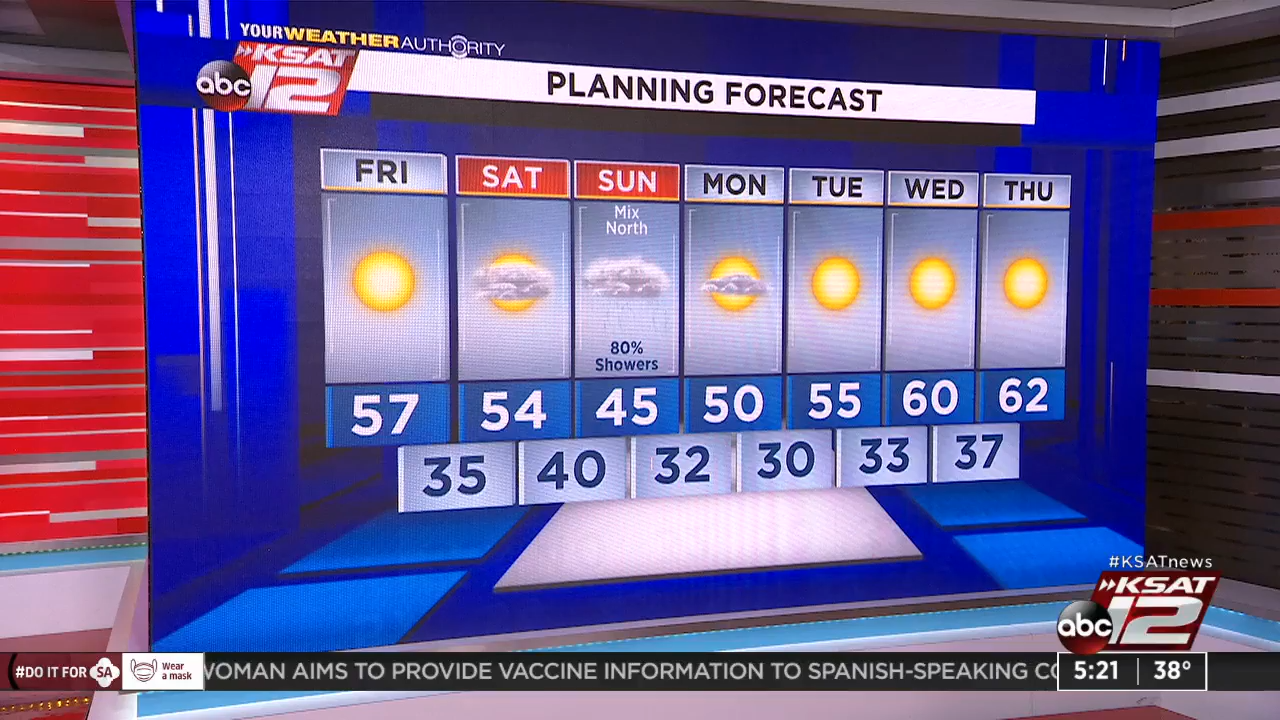 YOUR WEATHER AUTHORITY
abc KSAT 12
PLANNING FORECAST
FRI SAT SUN MON TUE WED THU
Mix
North
80%
Showers
57 54 45 50 55 60 62
35 40 32 30 33 37
#KSATnews
KSAT
abc 12
#DO IT FOR SA
Wear
a mask
WOMAN AIMS TO PROVIDE VACCINE INFORMATION TO SPANISH-SPEAKING
5:21 38°